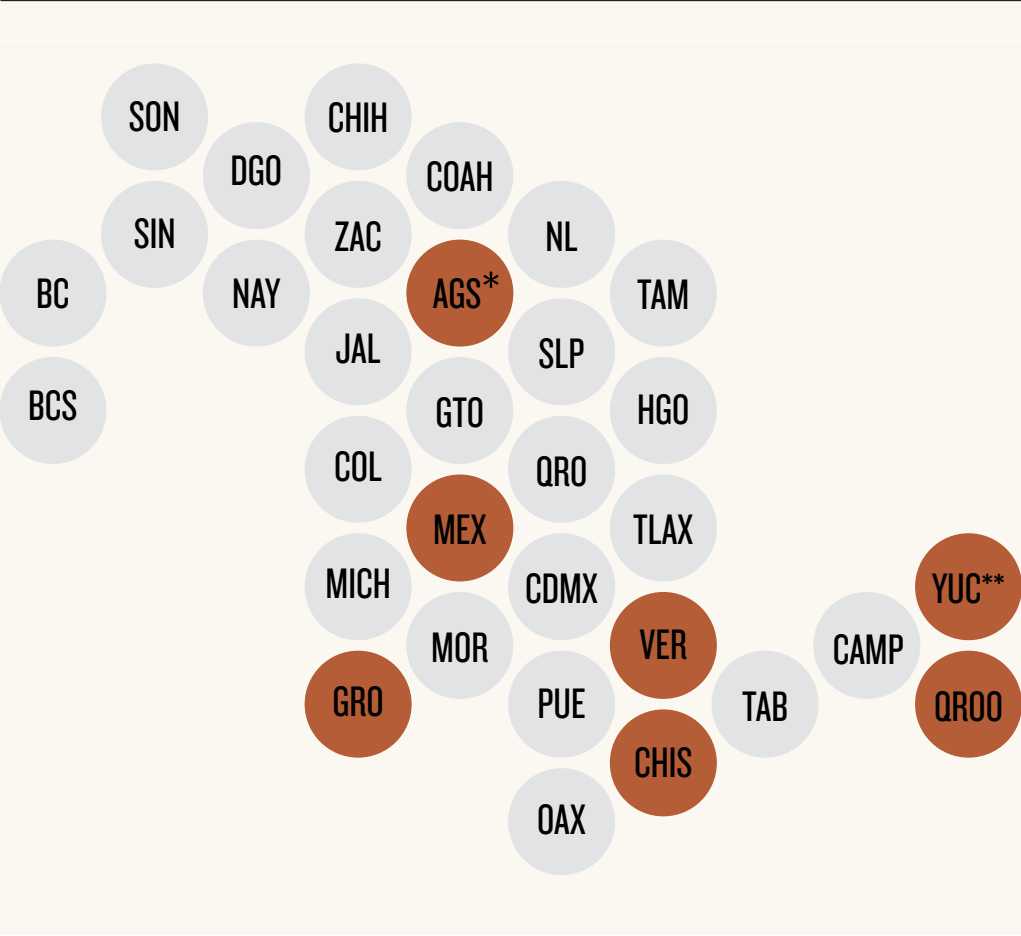 SON
CHIH
DGO
COAH
SIN
ZAC
NL
BC
NAY
AGS*
TAM
JAL
SLP
BCS
GTO
HGO
COL
QRO
MEX
TLAX
MICH
CDMX
YUC**
MOR
VER
CAMP
GRO
PUE
TAB
QROO
CHIS
OAX